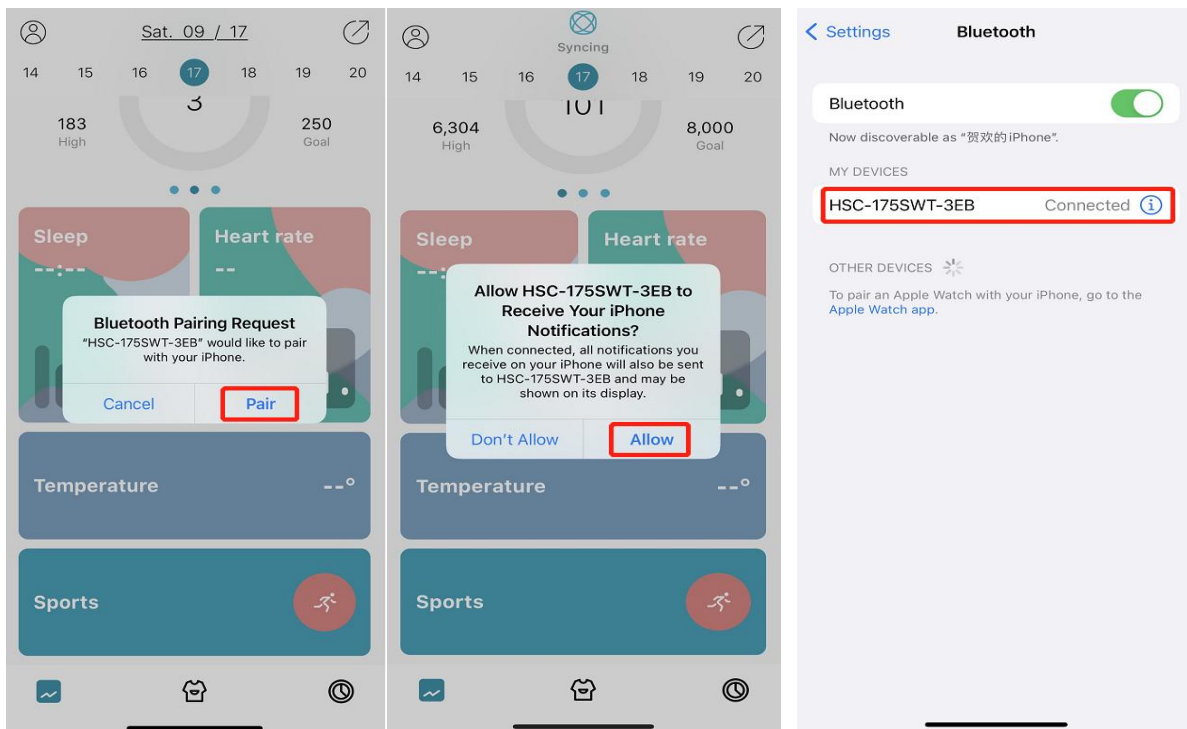 Sat. 09 / 17
14 15 16 17 18 19 20
3
183
High
250
Goal
Sleep
--:--
Heart rate
--
Bluetooth Pairing Request
"HSC-175SWT-3EB" would like to pair
with your iPhone.
Cancel
Pair
Temperature
--°
Sports
Syncing
14 15 16 17 18 19 20
101
6,304
High
8,000
Goal
Sleep
Heart rate
Allow HSC-175SWT-3EB to
Receive Your iPhone
Notifications?
When connected, all notifications you
receive on your iPhone will also be sent
to HSC-175SWT-3EB and may be
shown on its display.
Don't Allow
Allow
Temperature
--°
Sports
Settings
Bluetooth
Bluetooth
Now discoverable as "贺欢的 iPhone".
MY DEVICES
HSC-175SWT-3EB
Connected
OTHER DEVICES
To pair an Apple Watch with your iPhone, go to the
Apple Watch app.